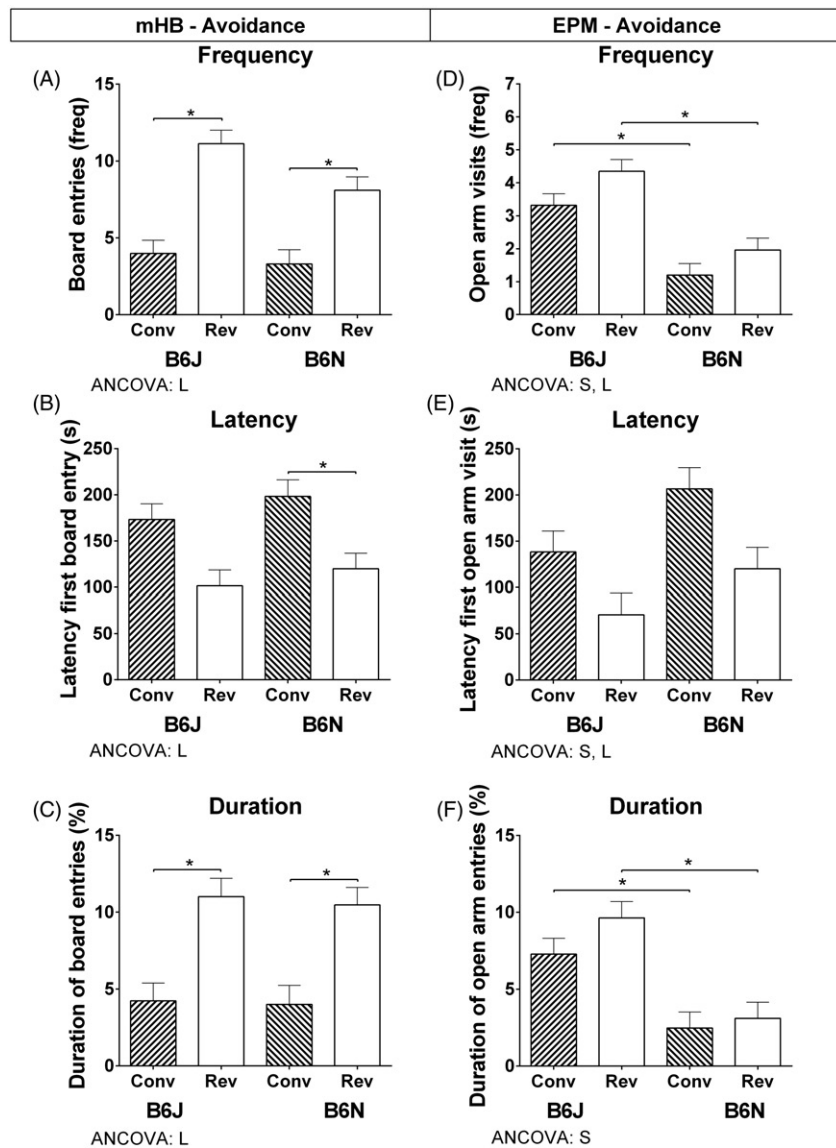 mHB - Avoidance
EPM - Avoidance
(A)
Frequency
Board entries (freq)
15
10
5
0
*
*
Conv
Rev
Conv
Rev
B6J
B6N
ANCOVA: L
(D)
Frequency
Open arm visits (freq)
7
6
5
4
3
2
1
0
*
*
Conv
Rev
Conv
Rev
B6J
B6N
ANCOVA: S, L
(B)
Latency
Latency first board entry (s)
250
200
150
100
50
0
*
Conv
Rev
Conv
Rev
B6J
B6N
ANCOVA: L
(E)
Latency
Latency first open arm visit (s)
250
200
150
100
50
0
Conv
Rev
Conv
Rev
B6J
B6N
ANCOVA: S, L
(C)
Duration
Duration of board entries (%)
15
10
5
0
*
*
Conv
Rev
Conv
Rev
B6J
B6N
ANCOVA: L
(F)
Duration
Duration of open arm entries (%)
15
10
5
0
*
*
Conv
Rev
Conv
Rev
B6J
B6N
ANCOVA: S